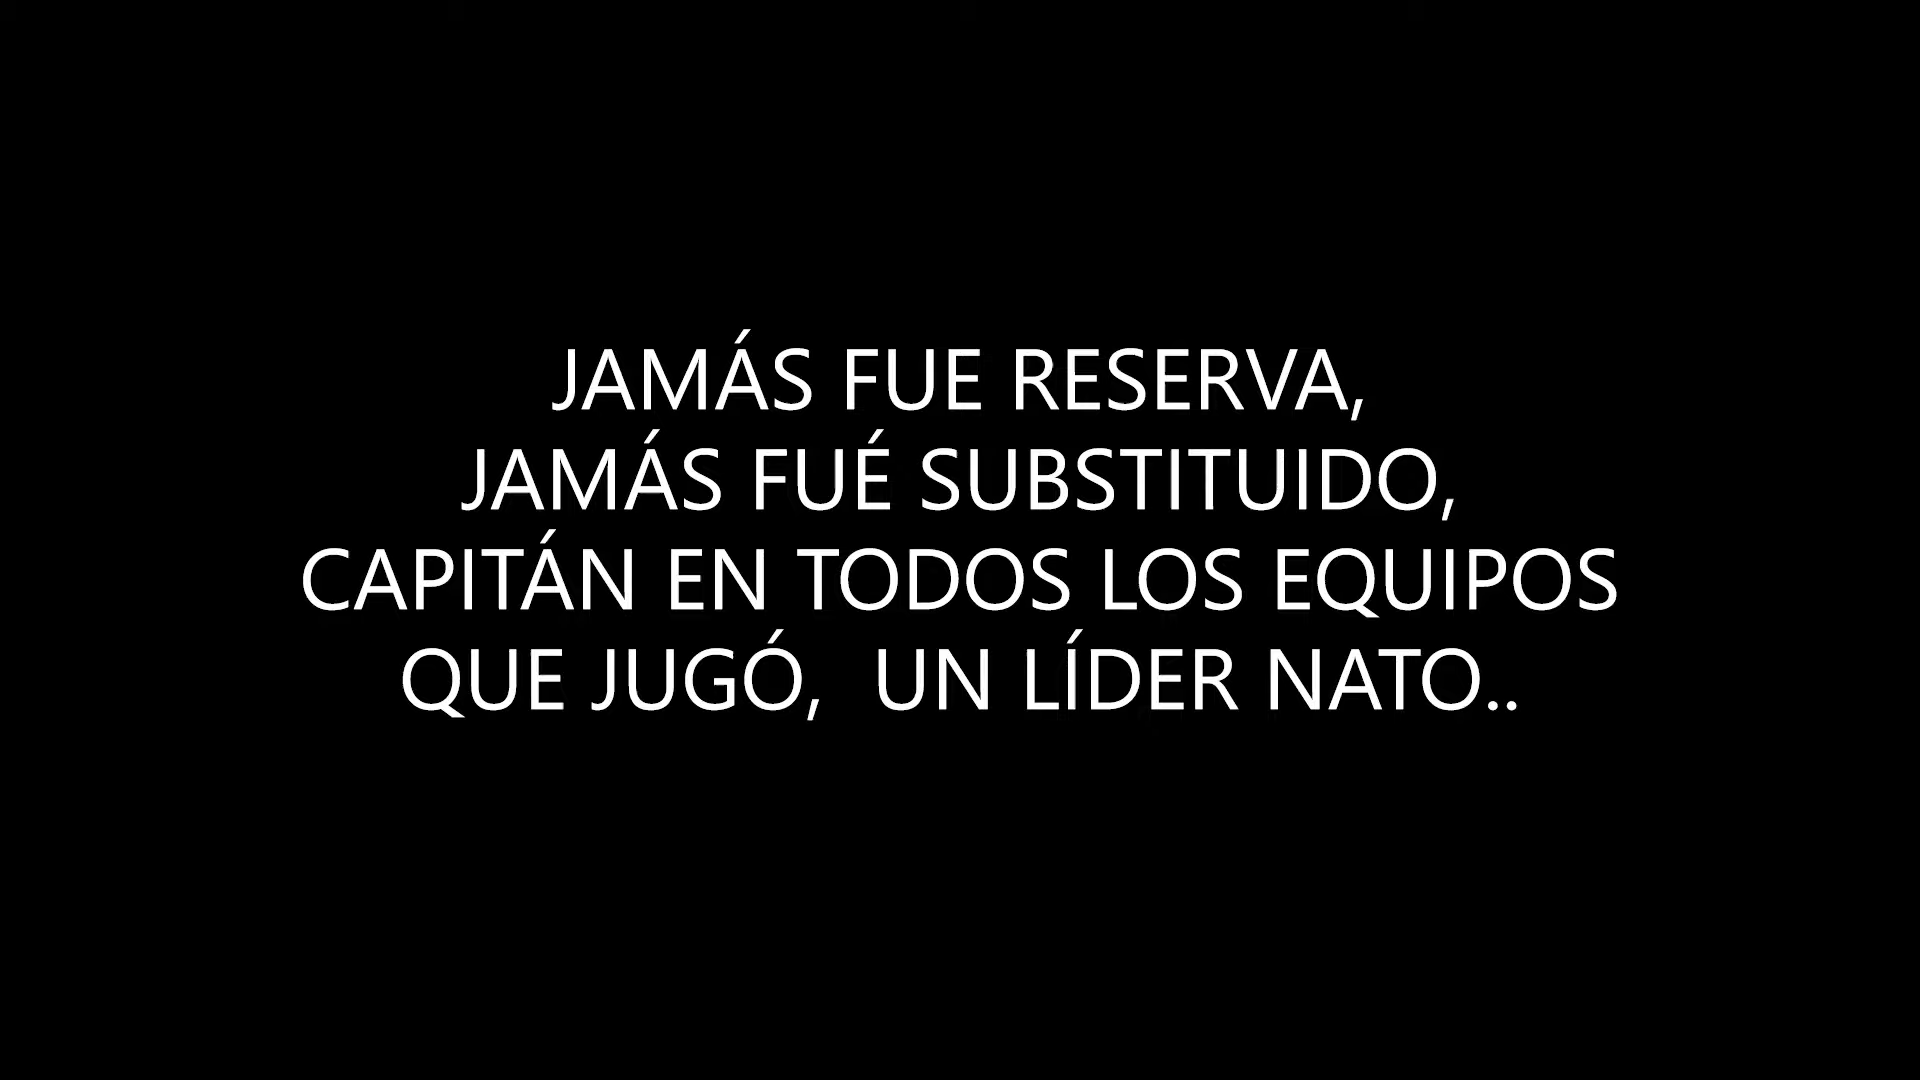 JAMÁS FUE RESERVA,
JAMÁS FUÉ SUBSTITUIDO,
CAPITÁN EN TODOS LOS EQUIPOS
QUE JUGÓ,  UN LÍDER NATO..